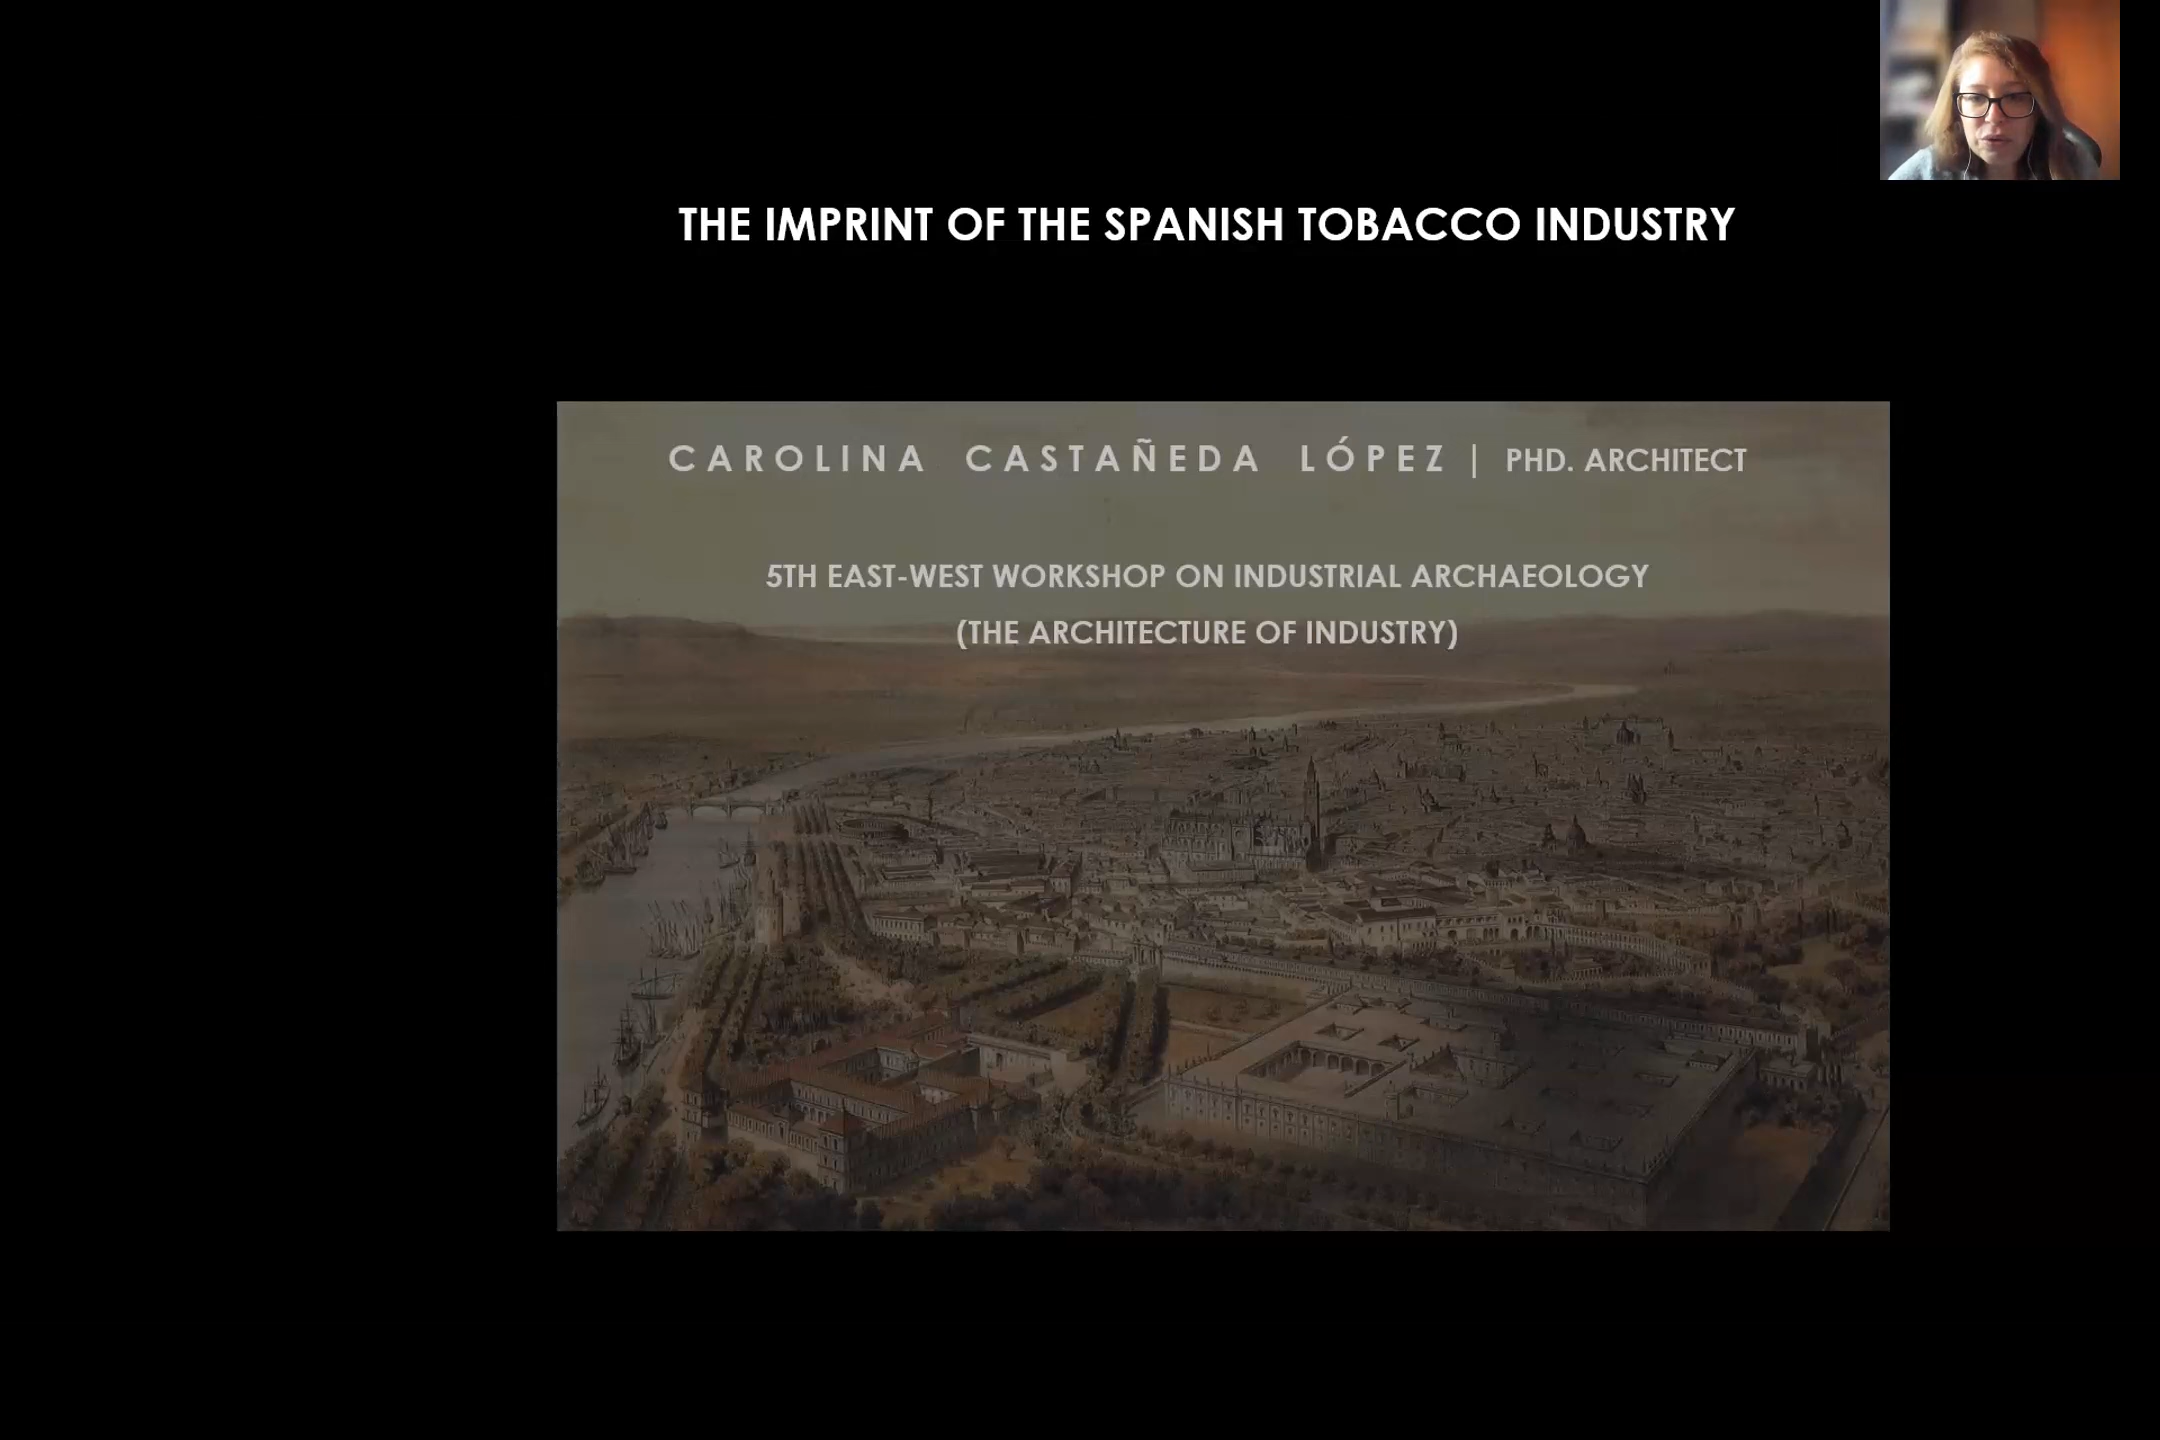 THE IMPRINT OF THE SPANISH TOBACCO INDUSTRY
CAROLINA CASTAÑEDA LÓPEZ | PHD. ARCHITECT
5TH EAST-WEST WORKSHOP ON INDUSTRIAL ARCHAEOLOGY
(THE ARCHITECTURE OF INDUSTRY)